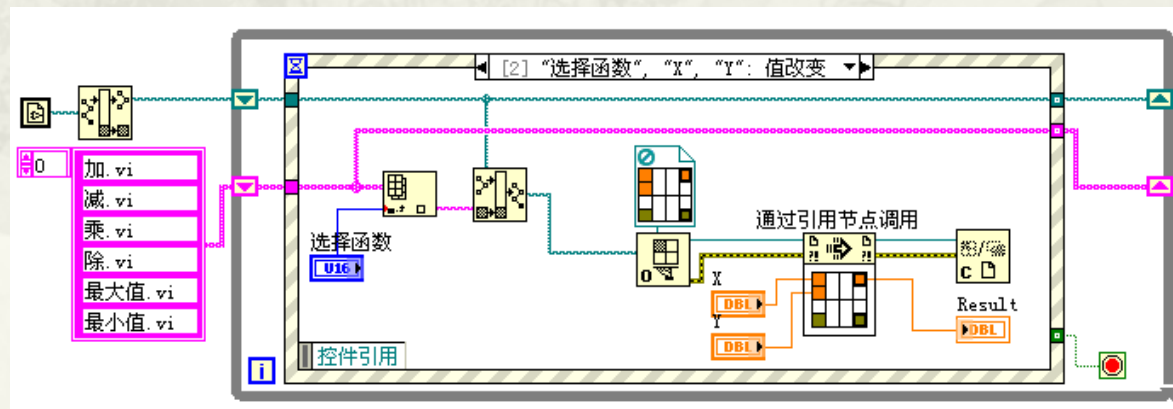 [2] "选择函数", "X", "Y": 值改变
0
加.vi
减.vi
乘.vi
除.vi
最大值.vi
最小值.vi
选择函数
U16
通过引用节点调用
?!
?!
O
C
X
DBL
Y
DBL
Result
DBL
控件引用
i